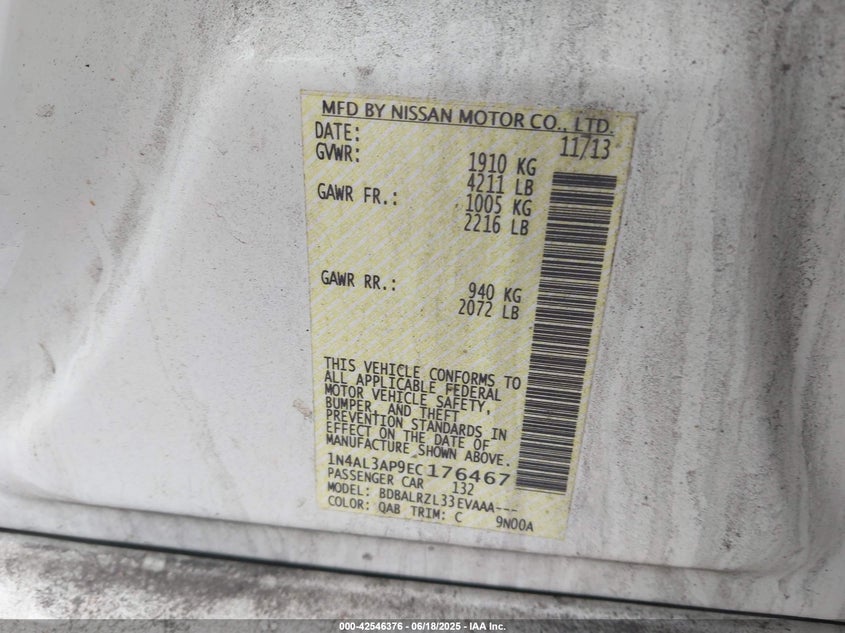 MFD BY NISSAN MOTOR CO., LTD.
DATE: 11/13
GVWR: 1910 KG
4211 LB
GAWR FR.: 1005 KG
2216 LB
GAWR RR.: 940 KG
2072 LB
THIS VEHICLE CONFORMS TO
ALL APPLICABLE FEDERAL
MOTOR VEHICLE SAFETY,
BUMPER, AND THEFT
PREVENTION STANDARDS IN
EFFECT ON THE DATE OF
MANUFACTURE SHOWN ABOVE.
1N4AL3AP9EC176467
PASSENGER CAR 132
MODEL: BDBALRZL33EVAAA---
COLOR: QAB TRIM: C 9N00A
000-42546376 - 06/18/2025 - IAA Inc.